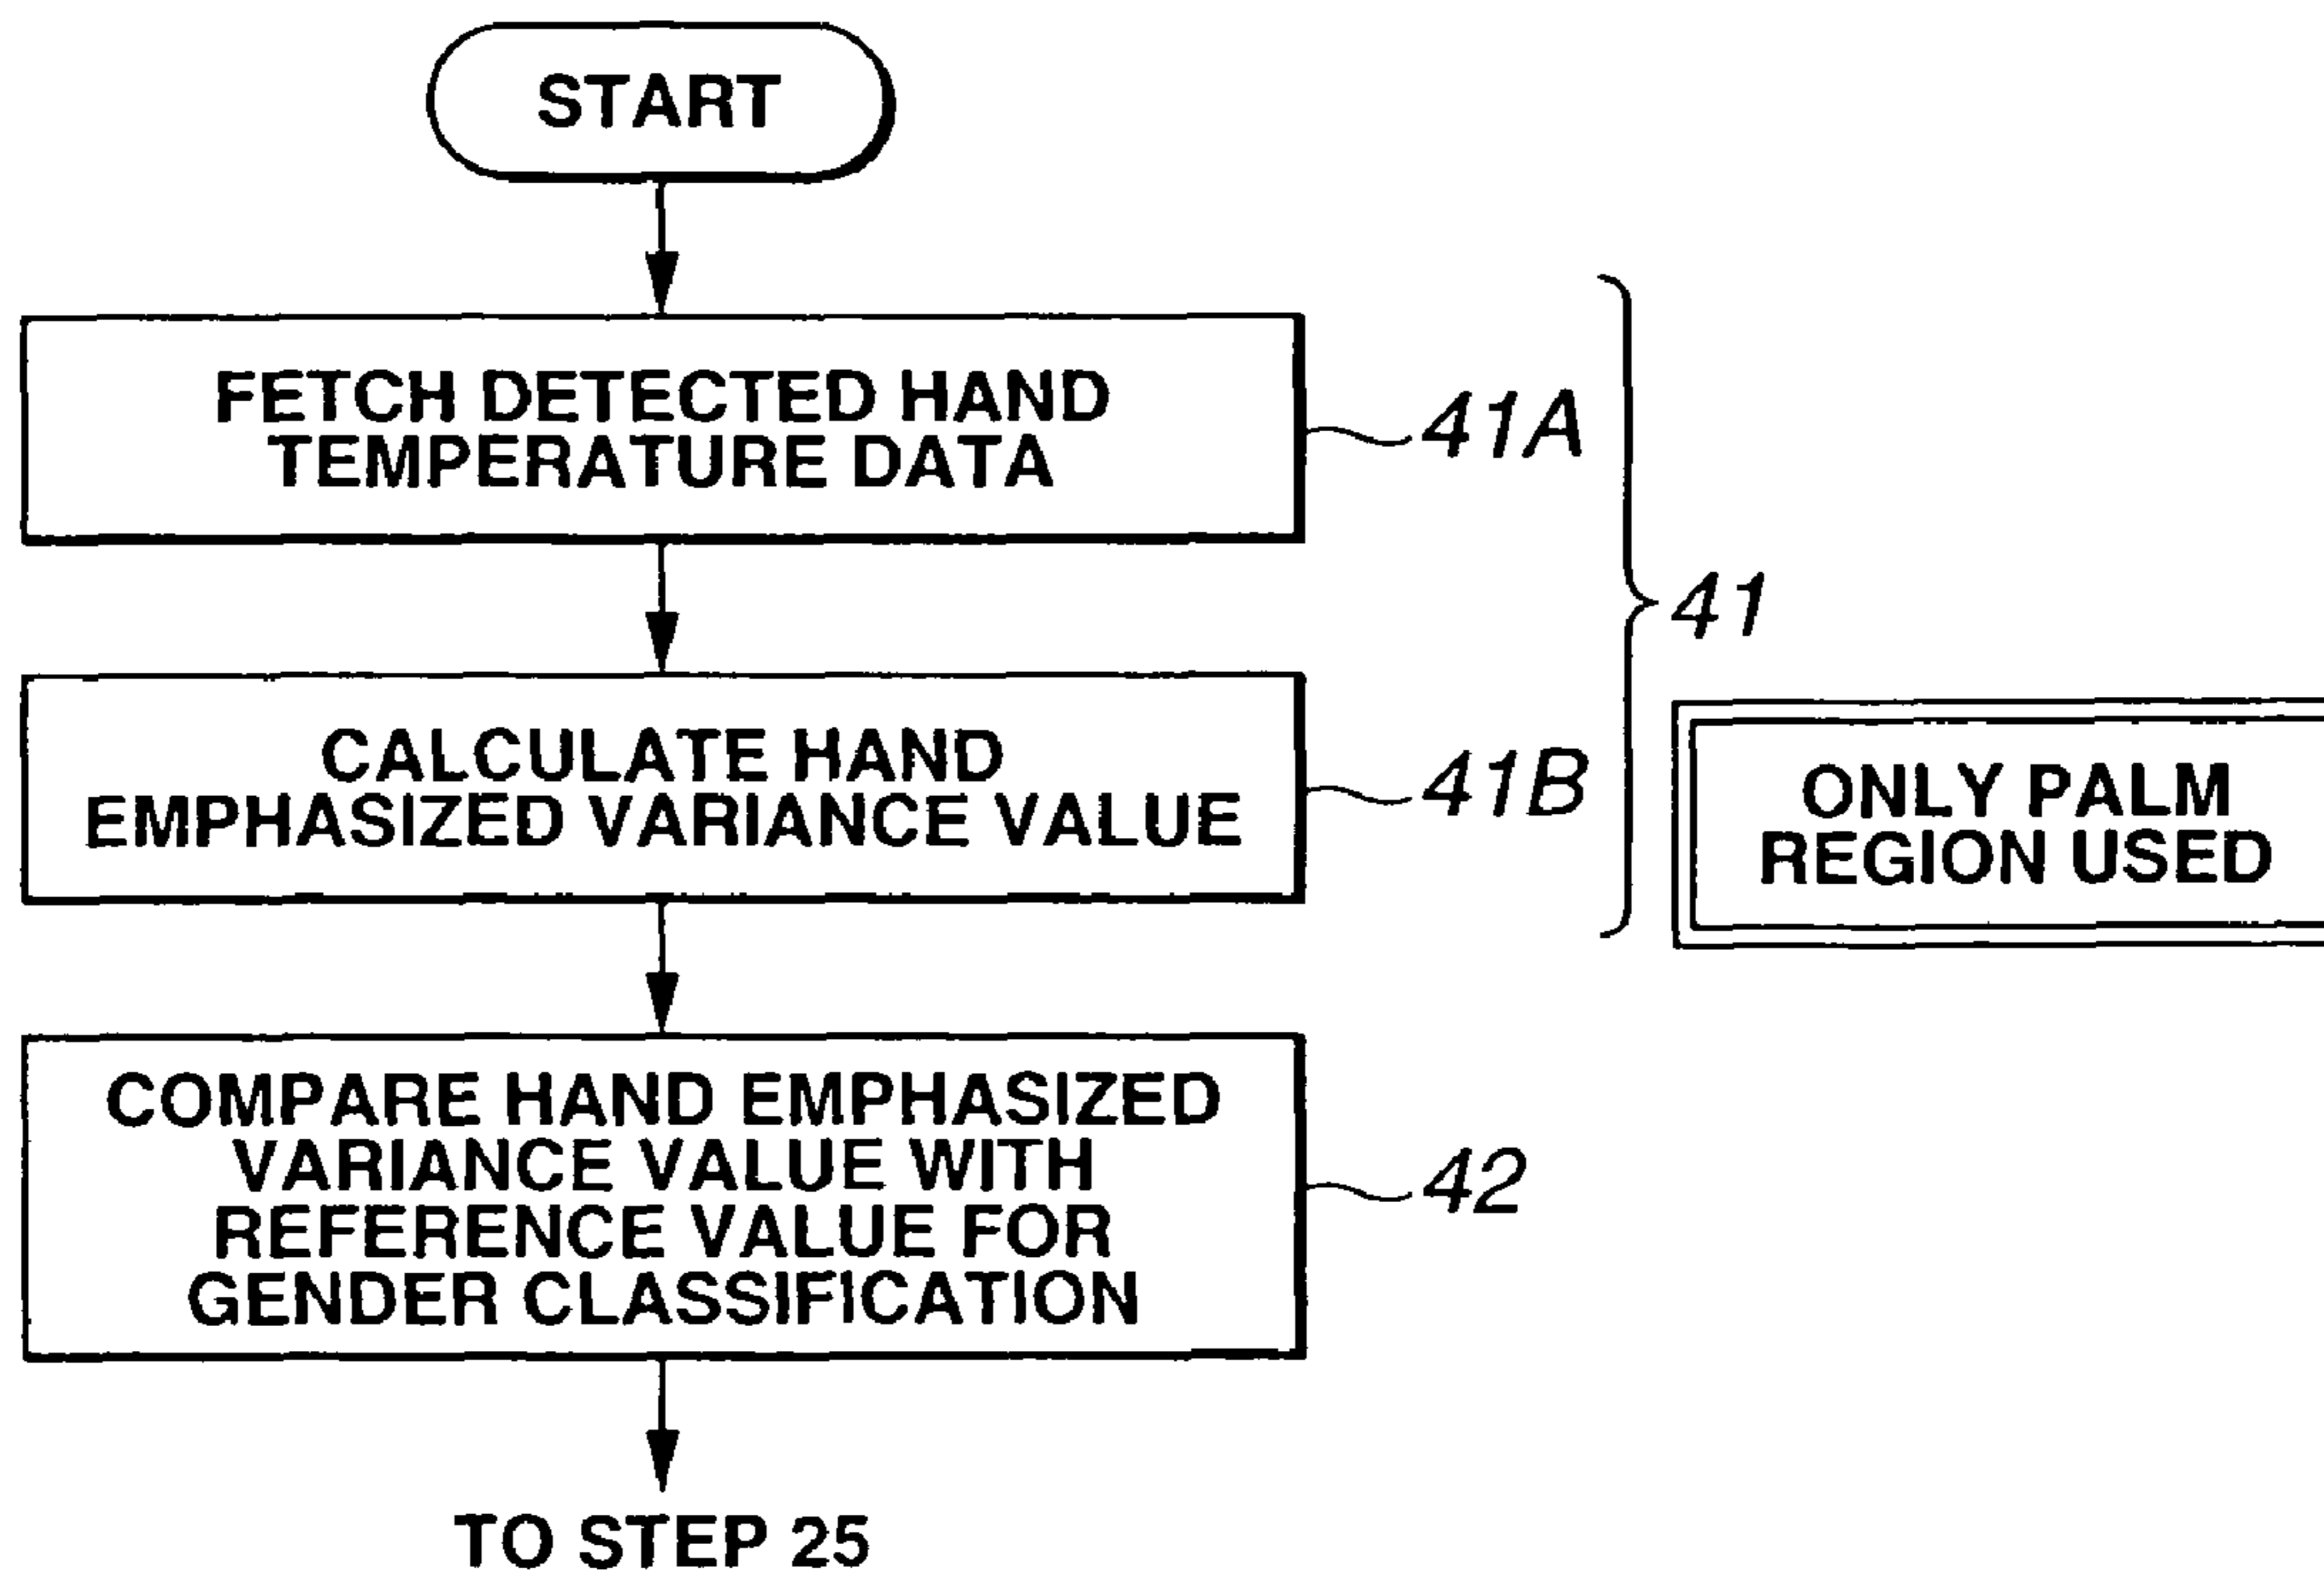 START
FETCH DETECTED HAND
TEMPERATURE DATA
41A
CALCULATE HAND
EMPHASIZED VARIANCE VALUE
41B
41
ONLY PALM
REGION USED
COMPARE HAND EMPHASIZED
VARIANCE VALUE WITH
REFERENCE VALUE FOR
GENDER CLASSIFICATION
42
TO STEP 25